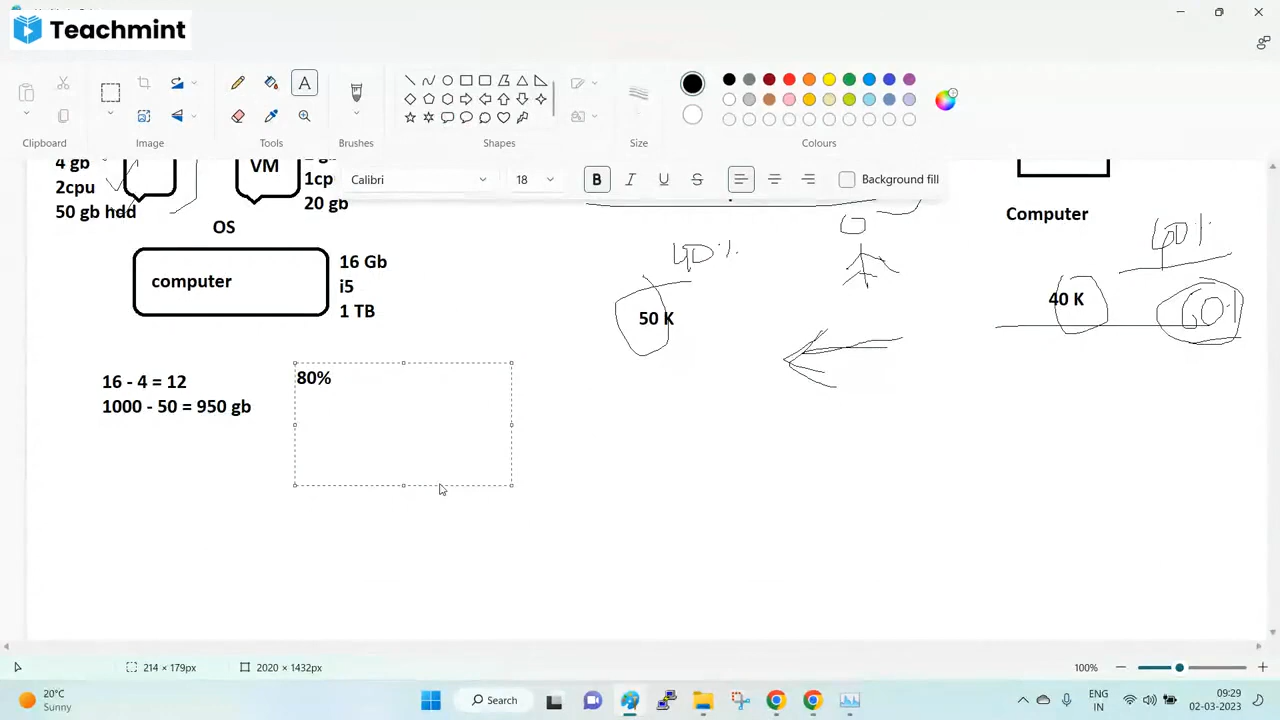 Teachmint
Clipboard
Image
Tools
Brushes
Shapes
Size
Colours
Calibri
18
B
Background fill
4 gb
2cpu
50 gb hdd
VM
1cp
20 gb
OS
computer
16 Gb
i5
1 TB
Computer
40%
60%
50 K
40 K
16 - 4 = 12
1000 - 50 = 950 gb
80%
214 × 179px
2020 × 1432px
100%
20°C
Sunny
Search
ENG
IN
09:29
02-03-2023